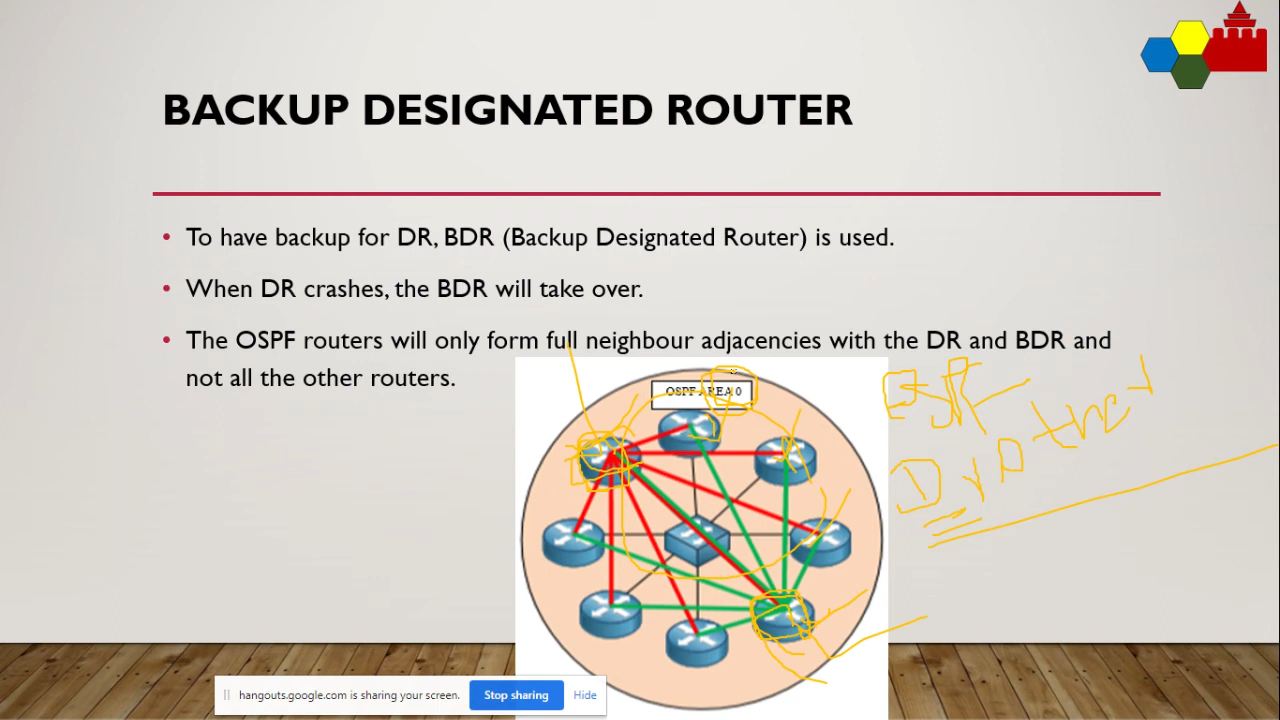 BACKUP DESIGNATED ROUTER
• To have backup for DR, BDR (Backup Designated Router) is used.
• When DR crashes, the BDR will take over.
• The OSPF routers will only form full neighbour adjacencies with the DR and BDR and
not all the other routers.
OSPF AREA 0
hangouts.google.com is sharing your screen.
Stop sharing
Hide